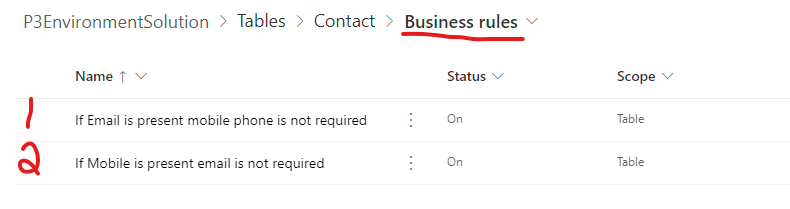 P3EnvironmentSolution > Tables > Contact > Business rules
Name ↑ Status Scope
1 If Email is present mobile phone is not required On Table
2 If Mobile is present email is not required On Table